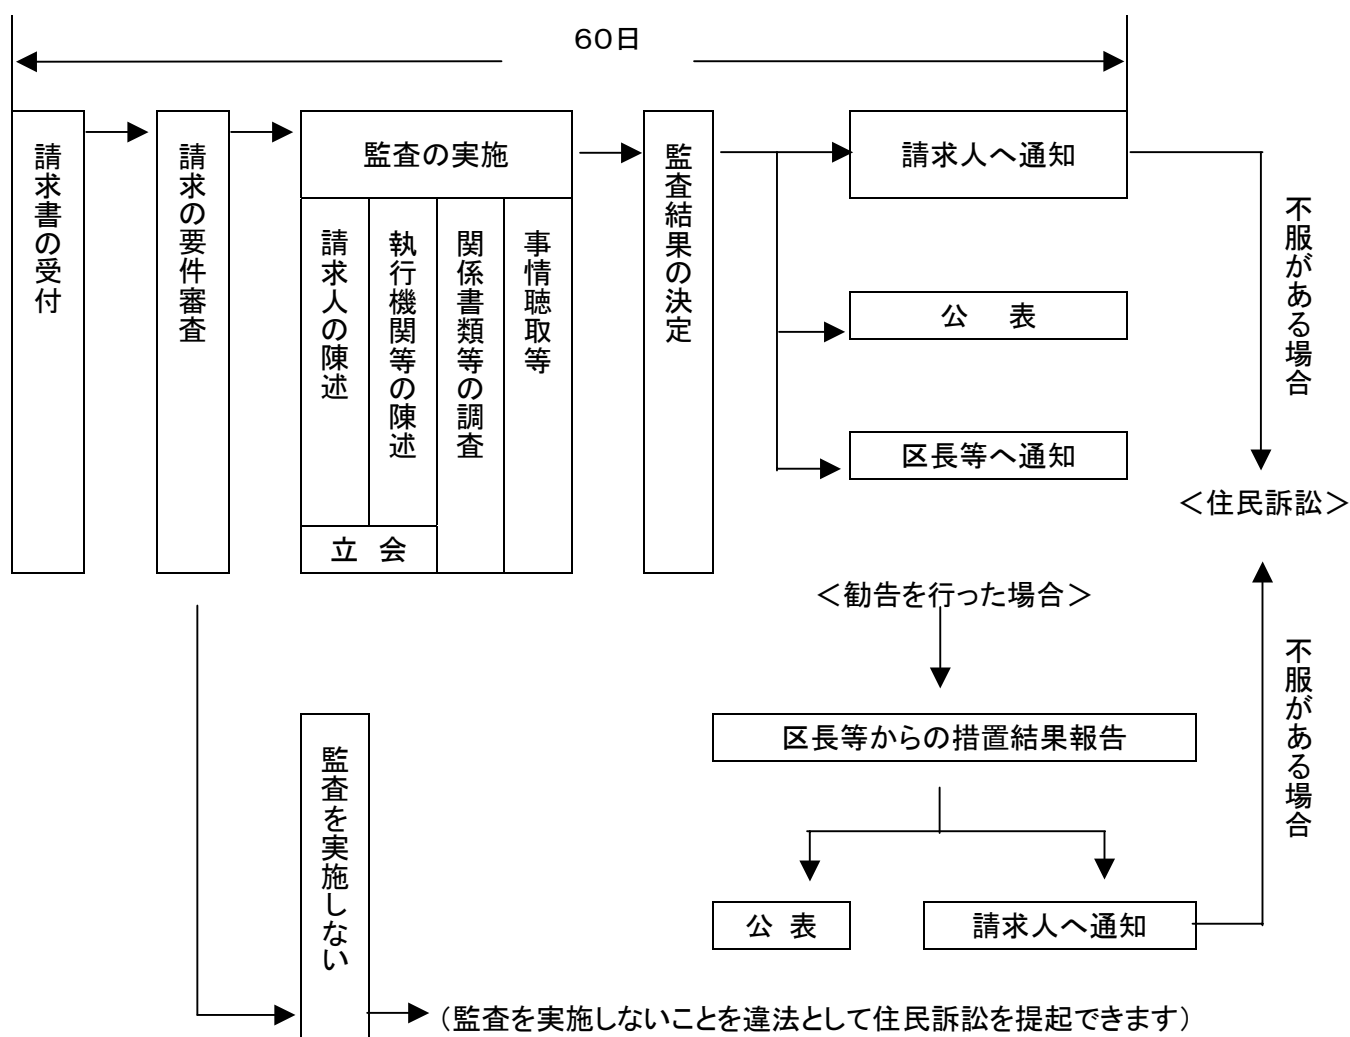 60日
請求書の受付
請求の要件審査
監査の実施
請求人の陳述
執行機関等の陳述
関係書類等の調査
事情聴取等
立 会
監査結果の決定
請求人へ通知
公 表
区長等へ通知
不服がある場合
＜住民訴訟＞
＜勧告を行った場合＞
区長等からの措置結果報告
公 表
請求人へ通知
不服がある場合
監査を実施しない
（監査を実施しないことを違法として住民訴訟を提起できます）